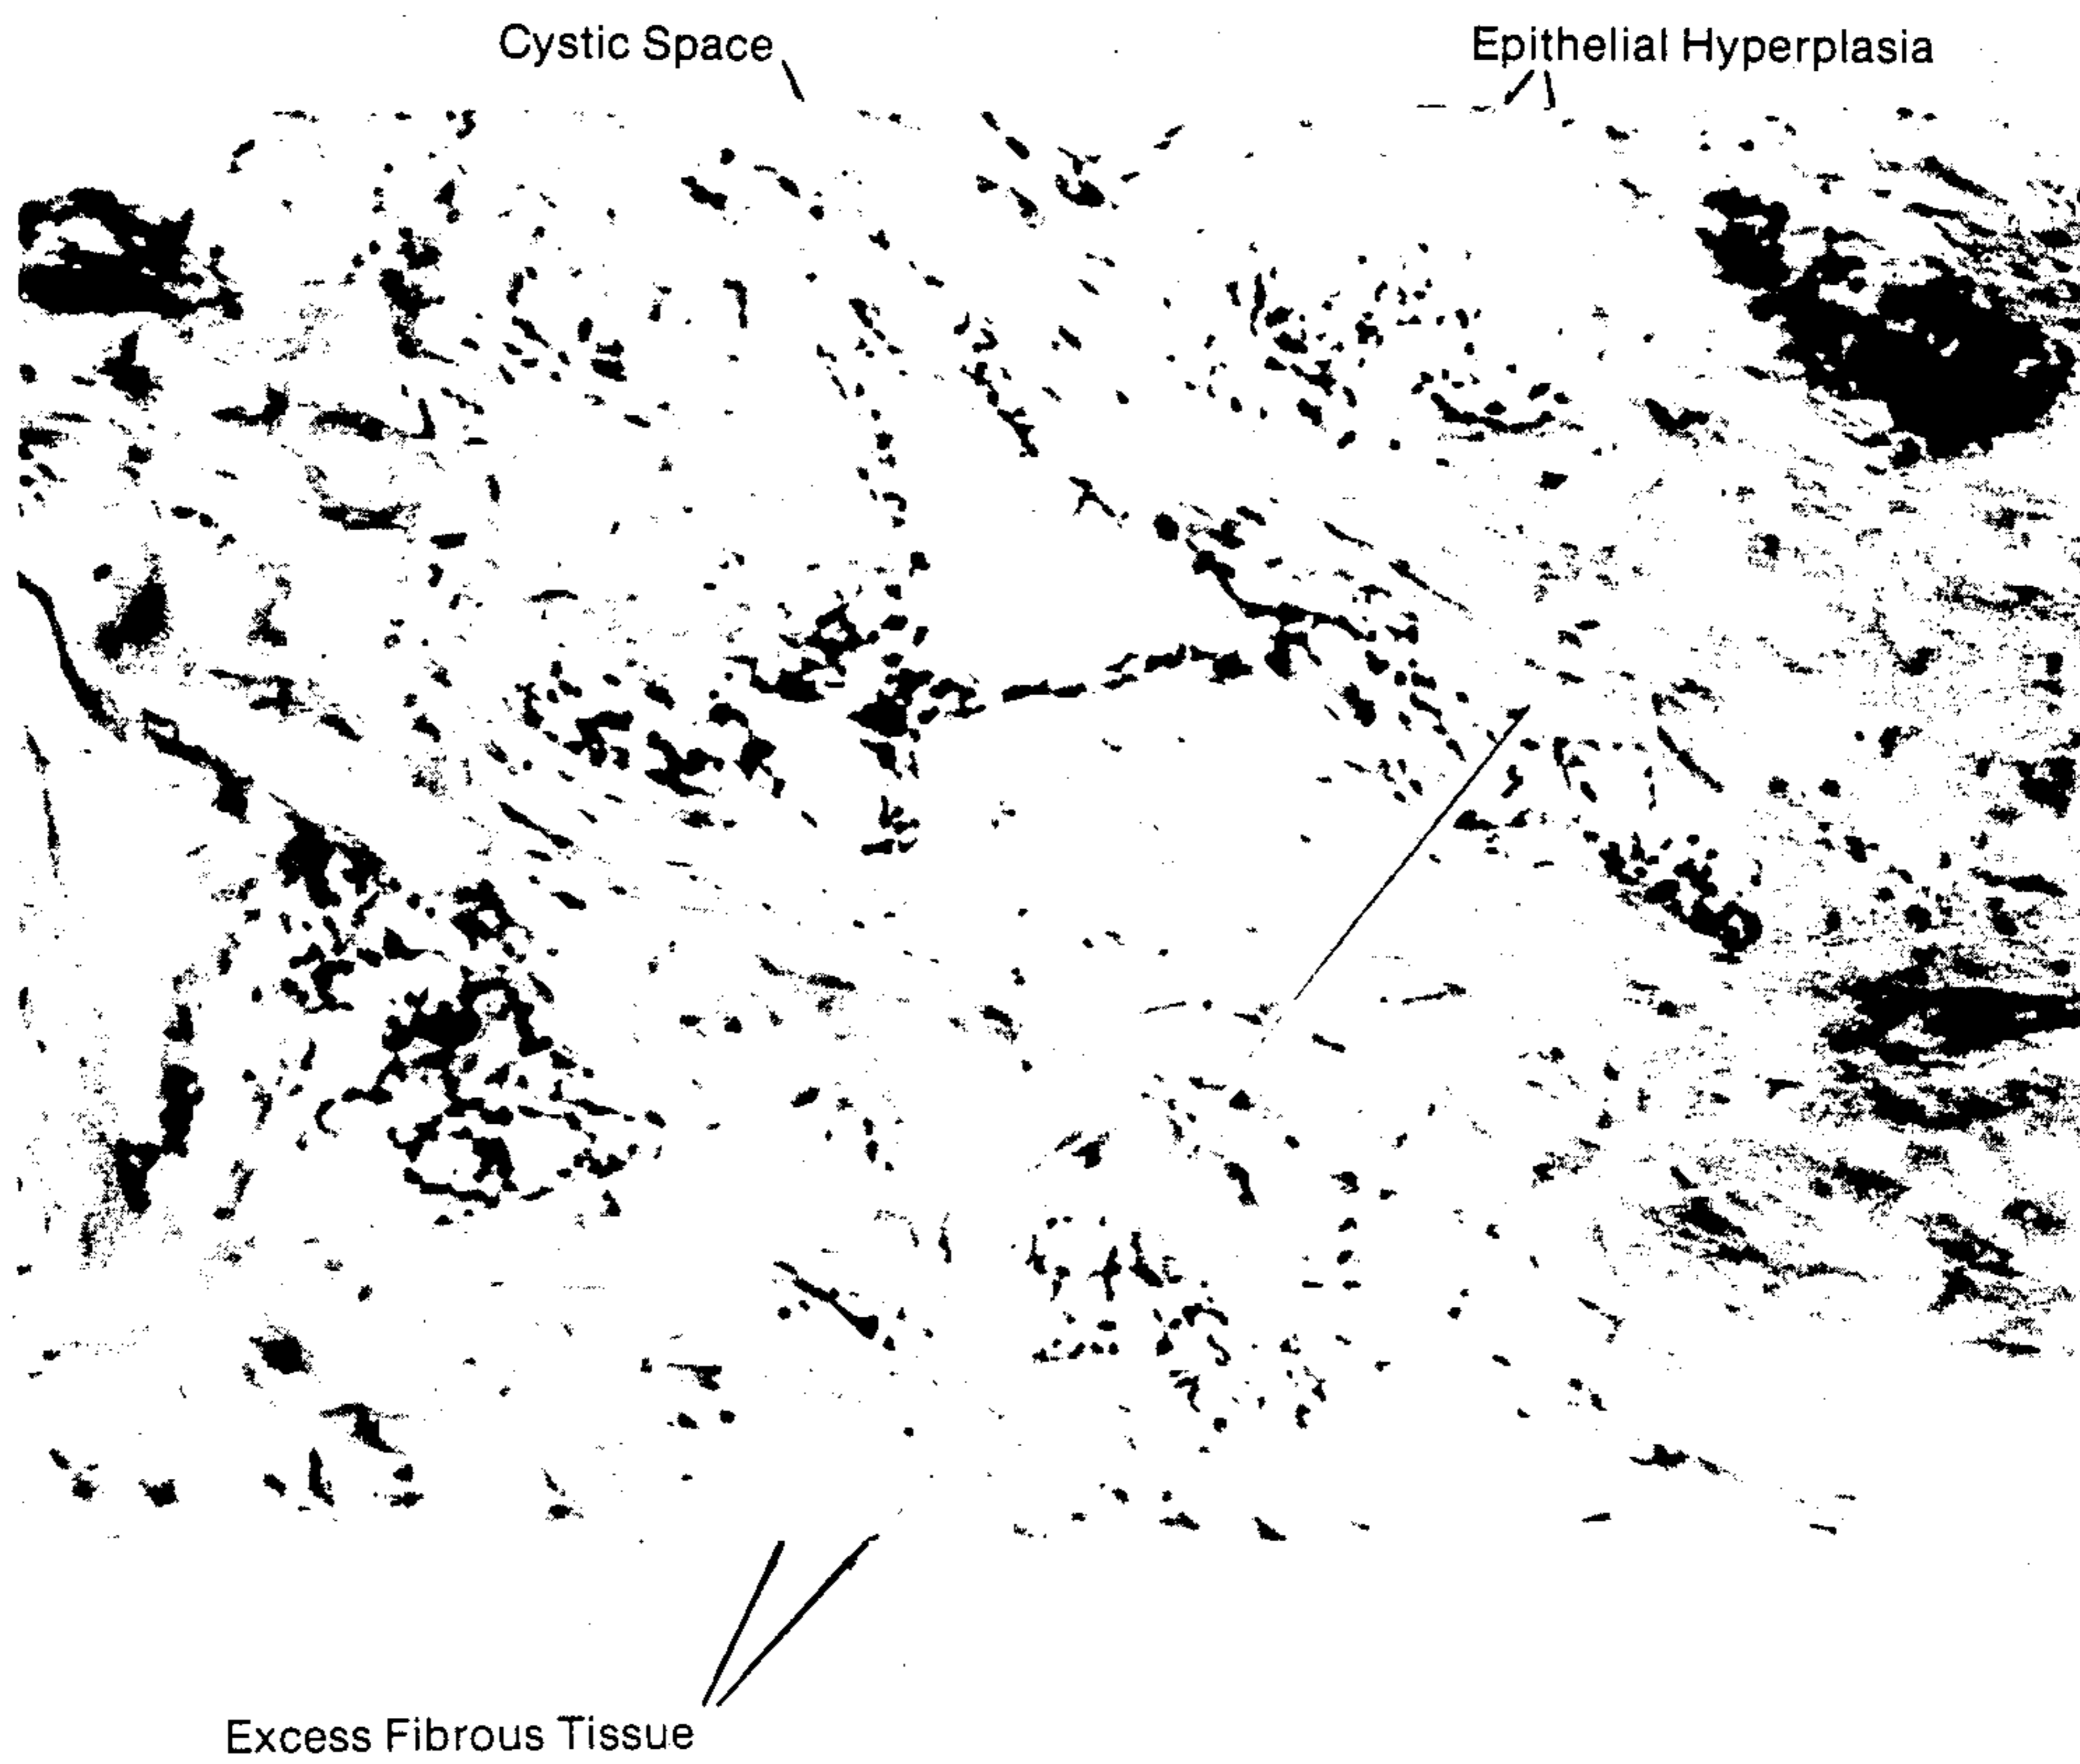 Cystic Space
Epithelial Hyperplasia
Excess Fibrous Tissue